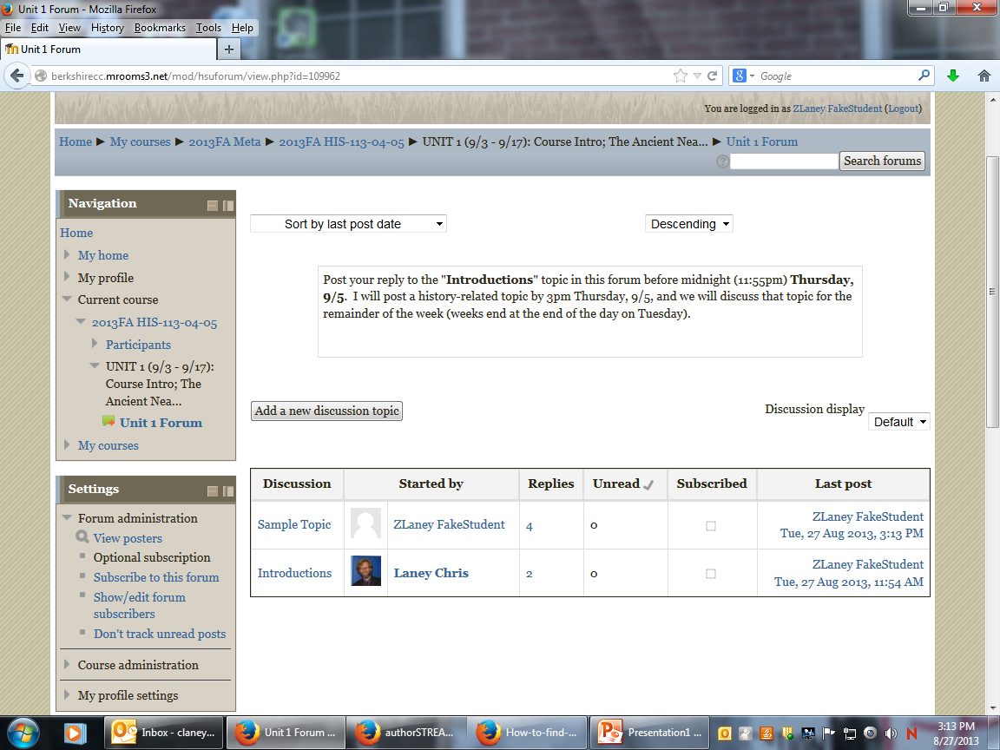 Unit 1 Forum - Mozilla Firefox
File Edit View History Bookmarks Tools Help
Unit 1 Forum
berkshirecc.mrooms3.net/mod/hsuforum/view.php?id=109962
Google
You are logged in as ZLaney FakeStudent (Logout)
Home ► My courses ► 2013FA Meta ► 2013FA HIS-113-04-05 ► UNIT 1 (9/3 - 9/17): Course Intro; The Ancient Nea... ► Unit 1 Forum
Search forums
Navigation
Home
My home
My profile
Current course
2013FA HIS-113-04-05
Participants
UNIT 1 (9/3 - 9/17):
Course Intro; The
Ancient Nea...
Unit 1 Forum
My courses
Settings
Forum administration
View posters
Optional subscription
Subscribe to this forum
Show/edit forum
subscribers
Don't track unread posts
Course administration
My profile settings
Sort by last post date
Descending
Post your reply to the "Introductions" topic in this forum before midnight (11:55pm) Thursday,
9/5. I will post a history-related topic by 3pm Thursday, 9/5, and we will discuss that topic for the
remainder of the week (weeks end at the end of the day on Tuesday).
Add a new discussion topic
Discussion display
Default
Discussion Started by Replies Unread Subscribed Last post
Sample Topic ZLaney FakeStudent 4 0 ZLaney FakeStudent
Tue, 27 Aug 2013, 3:13 PM
Introductions Laney Chris 2 0 ZLaney FakeStudent
Tue, 27 Aug 2013, 11:54 AM
Inbox - claney...
Unit 1 Forum ...
authorSTREA...
How-to-find-...
Presentation1 ...
3:13 PM
8/27/2013